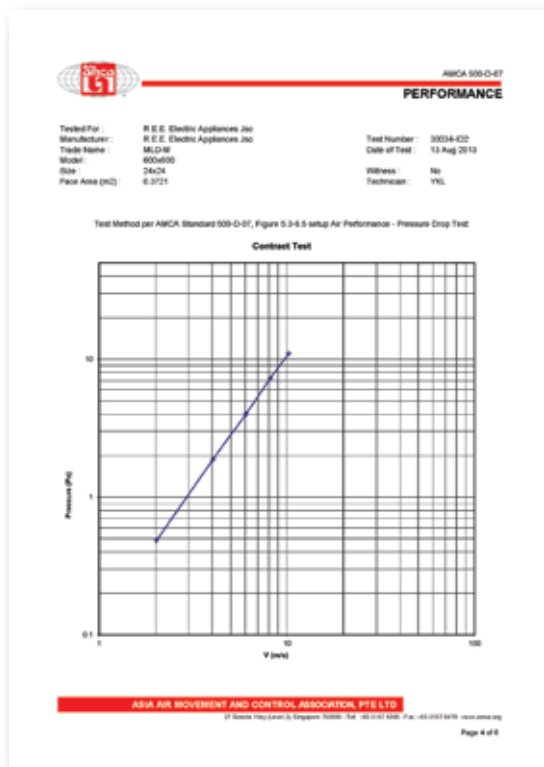 amca
AMCA 500-D-07
PERFORMANCE
Tested For : R.E.E. Electric Appliances Jsc
Manufacturer : R.E.E. Electric Appliances Jsc
Trade Name : MLD-M
Model : 600x600
Size : 24x24
Face Area (m2) : 0.3721
Test Number : 30034-ID2
Date of Test : 13 Aug 2013
Witness : No
Technician : YKL
Test Method per AMCA Standard 500-D-07, Figure 5.3-6.5 setup Air Performance - Pressure Drop Test
Contract Test
Pressure (Pa)
10
1
0.1
1 10 100
V (m/s)
ASIA AIR MOVEMENT AND CONTROL ASSOCIATION, PTE LTD
Page 4 of 6